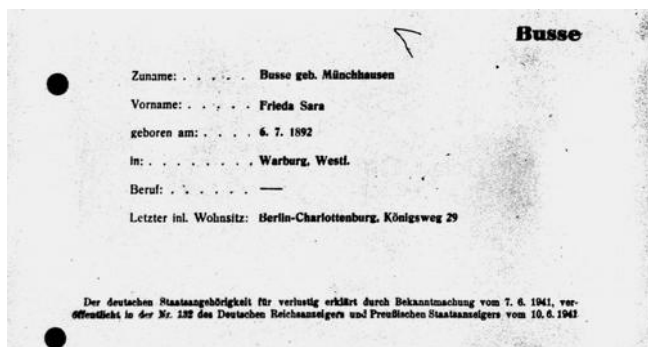 Busse
Zuname: . . . . . Busse geb. Münchhausen
Vorname: . . . . Frieda Sara
geboren am: . . . . 6. 7. 1892
in: . . . . . . . . Warburg, Westf.
Beruf: . . . . . . —
Letzter inl. Wohnsitz: Berlin-Charlottenburg, Königsweg 29
Der deutschen Staatsangehörigkeit für verlustig erklärt durch Bekanntmachung vom 7. 6. 1941, ver-
öffentlicht in der Nr. 132 des Deutschen Reichsanzeigers und Preußischen Staatsanzeigers vom 10. 6. 1941